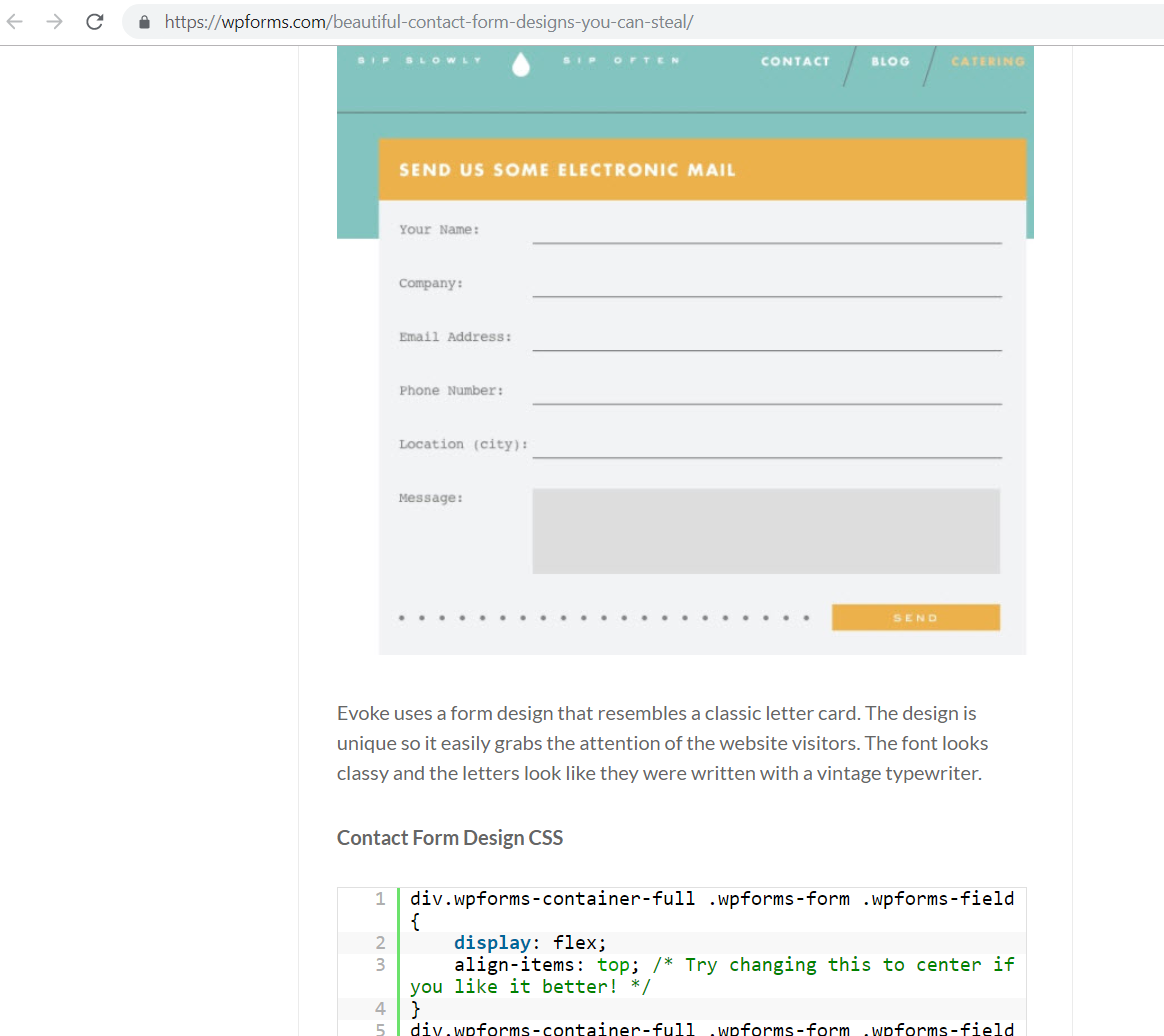 https://wpforms.com/beautiful-contact-form-designs-you-can-steal/
SIP SLOWLY SIP OFTEN CONTACT BLOG CATERING
SEND US SOME ELECTRONIC MAIL
Your Name:
Company:
Email Address:
Phone Number:
Location (city):
Message:
SEND
Evoke uses a form design that resembles a classic letter card. The design is
unique so it easily grabs the attention of the website visitors. The font looks
classy and the letters look like they were written with a vintage typewriter.
Contact Form Design CSS
1 div.wpforms-container-full .wpforms-form .wpforms-field
{
2 display: flex;
3 align-items: top; /* Try changing this to center if
you like it better! */
4 }
5 div.wpforms-container-full .wpforms-form .wpforms-field